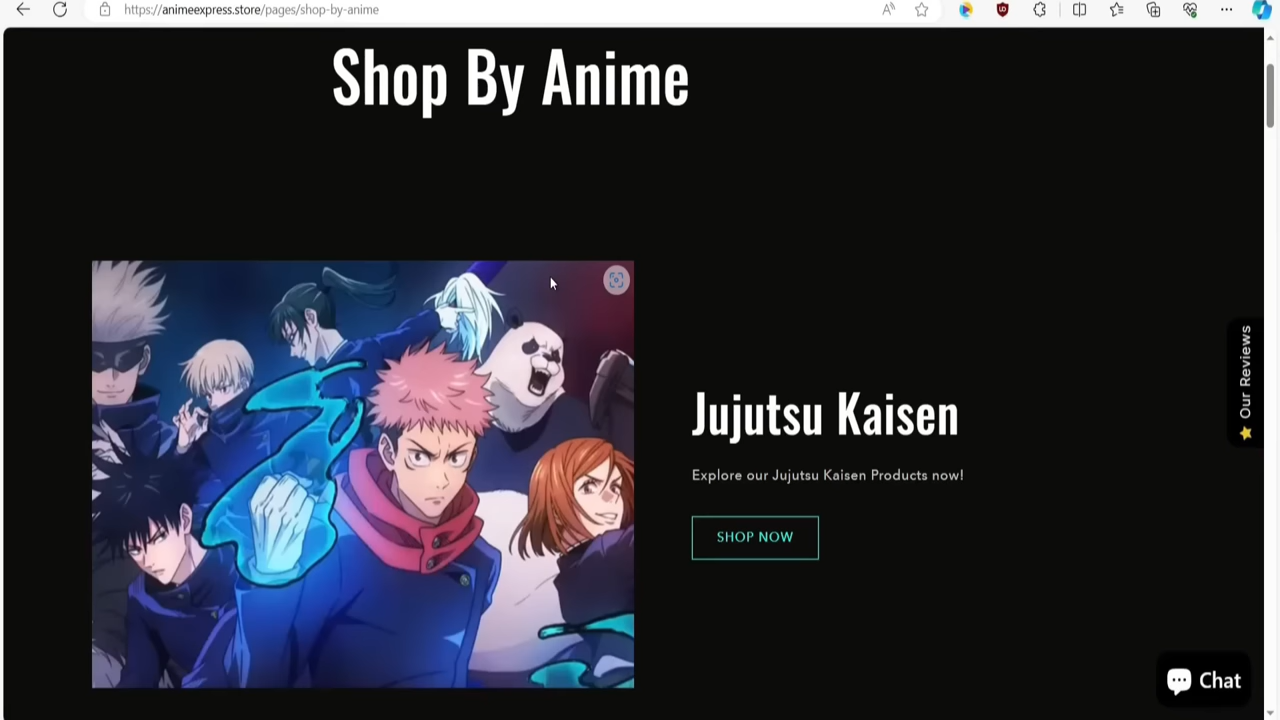 https://animeexpress.store/pages/shop-by-anime
Shop By Anime
Jujutsu Kaisen
Explore our Jujutsu Kaisen Products now!
SHOP NOW
Our Reviews
Chat